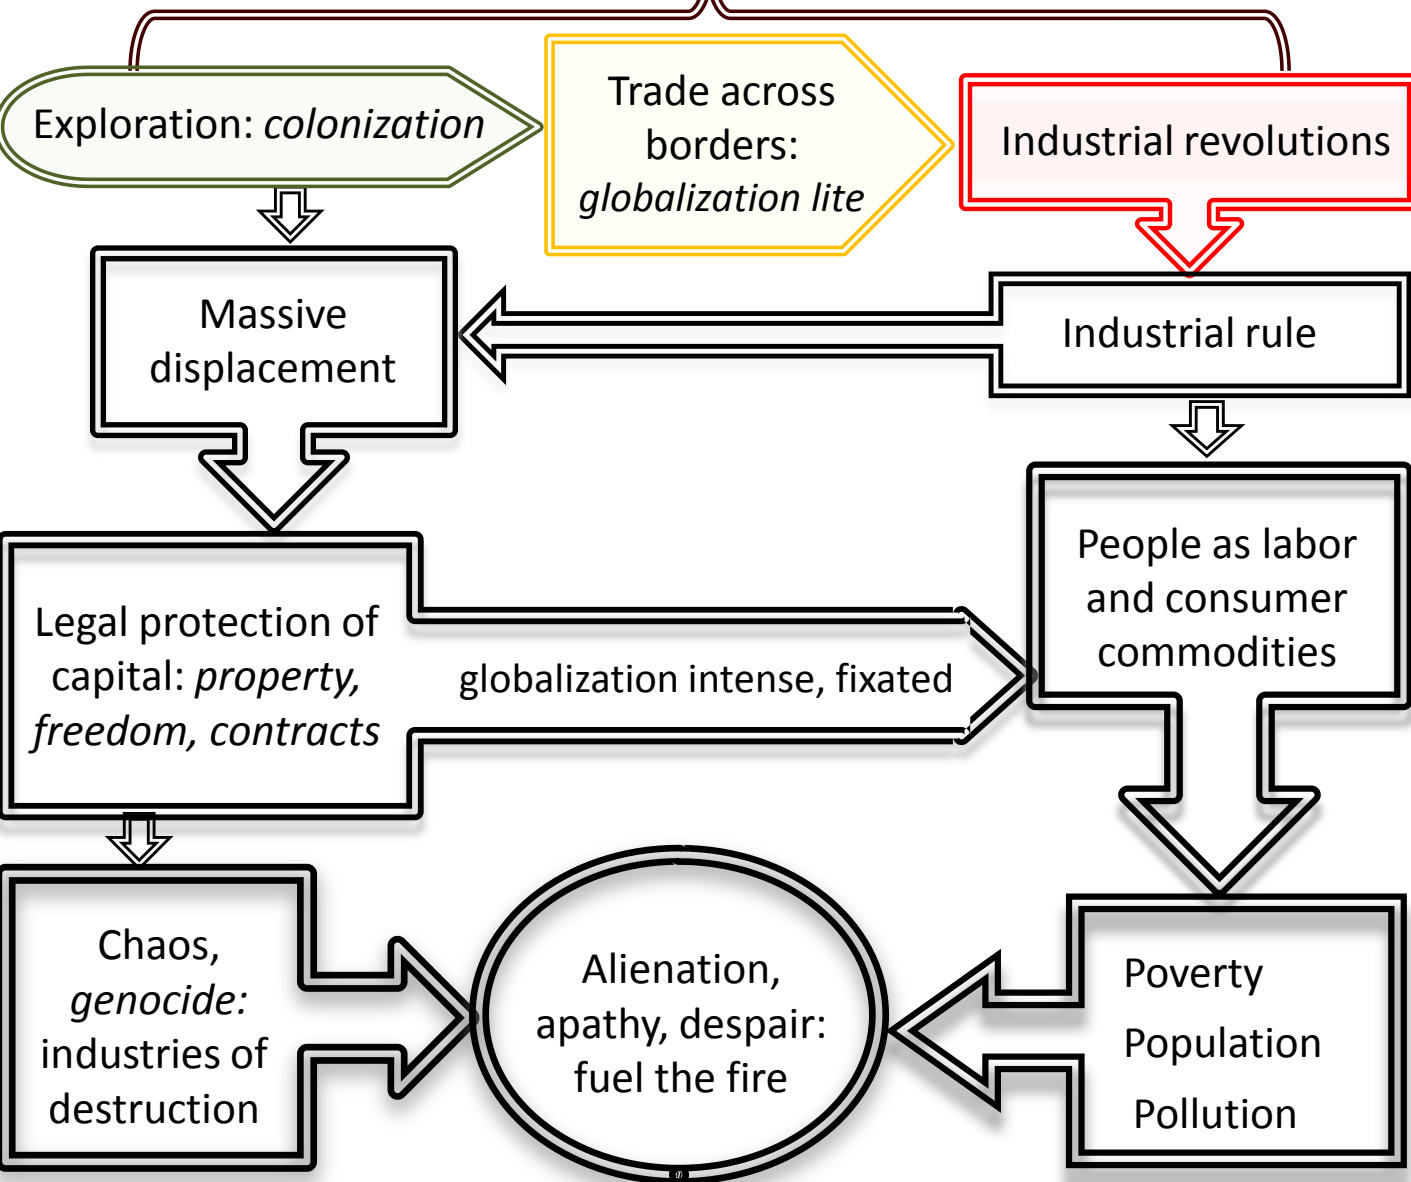 Exploration: colonization
Trade across
borders:
globalization lite
Industrial revolutions
Massive
displacement
Industrial rule
Legal protection of
capital: property,
freedom, contracts
globalization intense, fixated
People as labor
and consumer
commodities
Chaos,
genocide:
industries of
destruction
Alienation,
apathy, despair:
fuel the fire
Poverty
Population
Pollution